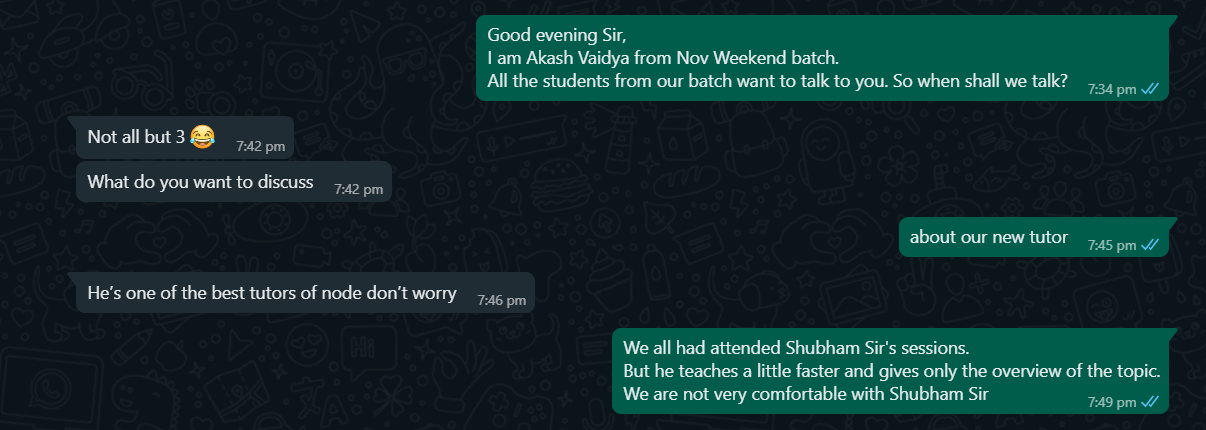 Good evening Sir,
I am Akash Vaidya from Nov Weekend batch.
All the students from our batch want to talk to you. So when shall we talk?
7:34 pm
Not all but 3 😂
7:42 pm
What do you want to discuss
7:42 pm
about our new tutor
7:45 pm
He's one of the best tutors of node don't worry
7:46 pm
We all had attended Shubham Sir's sessions.
But he teaches a little faster and gives only the overview of the topic.
We are not very comfortable with Shubham Sir
7:49 pm